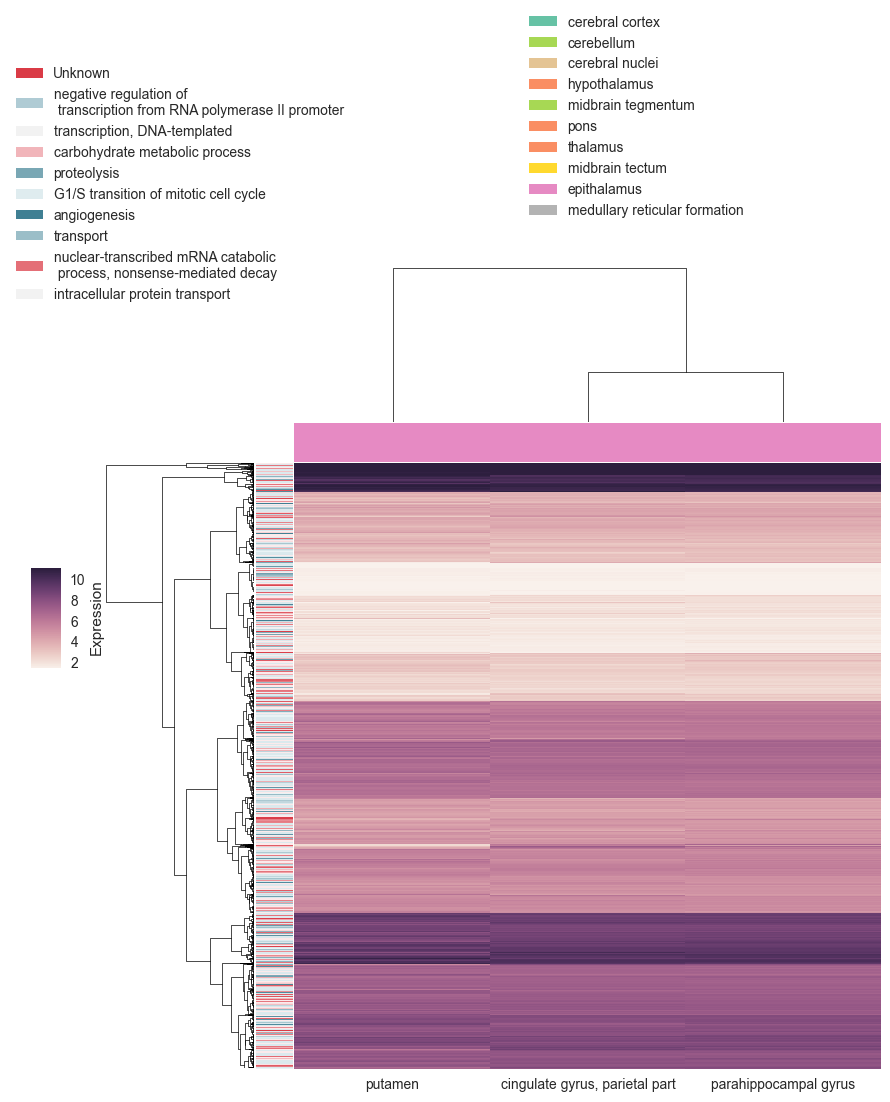 Unknown
negative regulation of
transcription from RNA polymerase II promoter
transcription, DNA-templated
carbohydrate metabolic process
proteolysis
G1/S transition of mitotic cell cycle
angiogenesis
transport
nuclear-transcribed mRNA catabolic
process, nonsense-mediated decay
intracellular protein transport
cerebral cortex
cerebellum
cerebral nuclei
hypothalamus
midbrain tegmentum
pons
thalamus
midbrain tectum
epithalamus
medullary reticular formation
10
8
6
4
2
Expression
putamen
cingulate gyrus, parietal part
parahippocampal gyrus